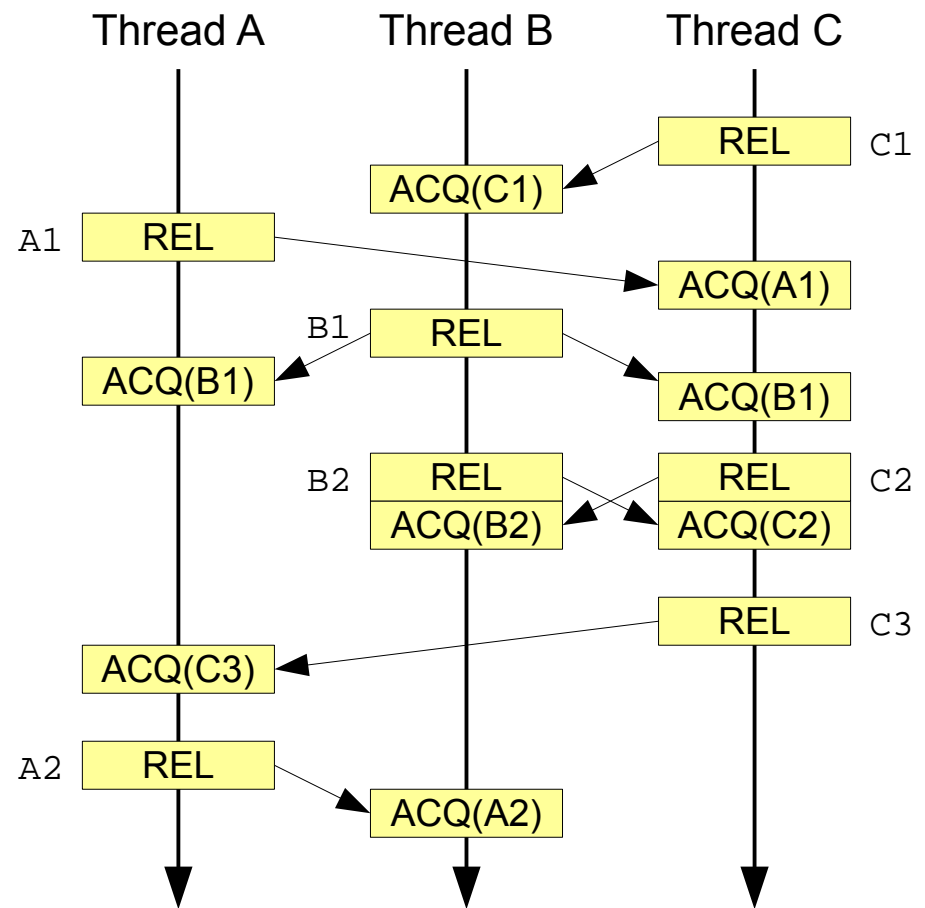 Thread A Thread B Thread C
REL C1
ACQ(C1)
A1 REL
ACQ(A1)
B1 REL
ACQ(B1)
ACQ(B1)
B2 REL REL C2
ACQ(B2) ACQ(C2)
REL C3
ACQ(C3)
A2 REL
ACQ(A2)